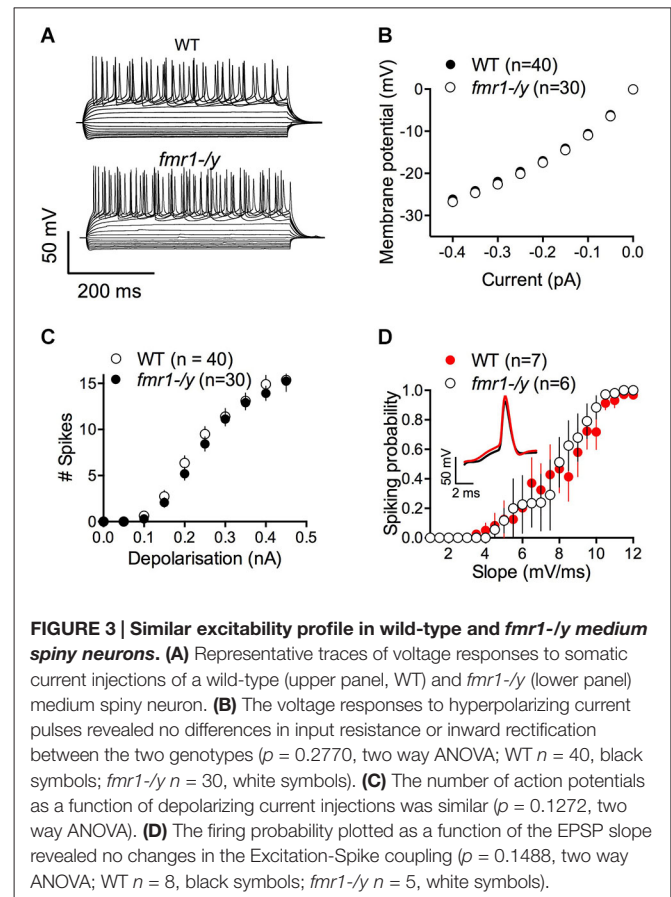 A
WT
fmr1-/y
50 mV
200 ms
B
WT (n=40)
fmr1-/y (n=30)
Membrane potential (mV)
0
-10
-20
-30
-0.4 -0.3 -0.2 -0.1 0.0
Current (pA)
C
WT (n = 40)
fmr1-/y (n=30)
# Spikes
15
10
5
0
0.0 0.1 0.2 0.3 0.4 0.5
Depolarisation (nA)
D
WT (n=7)
fmr1-/y (n=6)
Spiking probability
1.0
0.8
0.6
0.4
0.2
0.0
50 mV
2 ms
2 4 6 8 10 12
Slope (mV/ms)
FIGURE 3 | Similar excitability profile in wild-type and fmr1-/y medium
spiny neurons. (A) Representative traces of voltage responses to somatic
current injections of a wild-type (upper panel, WT) and fmr1-/y (lower panel)
medium spiny neuron. (B) The voltage responses to hyperpolarizing current
pulses revealed no differences in input resistance or inward rectification
between the two genotypes (p = 0.2770, two way ANOVA; WT n = 40, black
symbols; fmr1-/y n = 30, white symbols). (C) The number of action potentials
as a function of depolarizing current injections was similar (p = 0.1272, two
way ANOVA). (D) The firing probability plotted as a function of the EPSP slope
revealed no changes in the Excitation-Spike coupling (p = 0.1488, two way
ANOVA; WT n = 8, black symbols; fmr1-/y n = 5, white symbols).